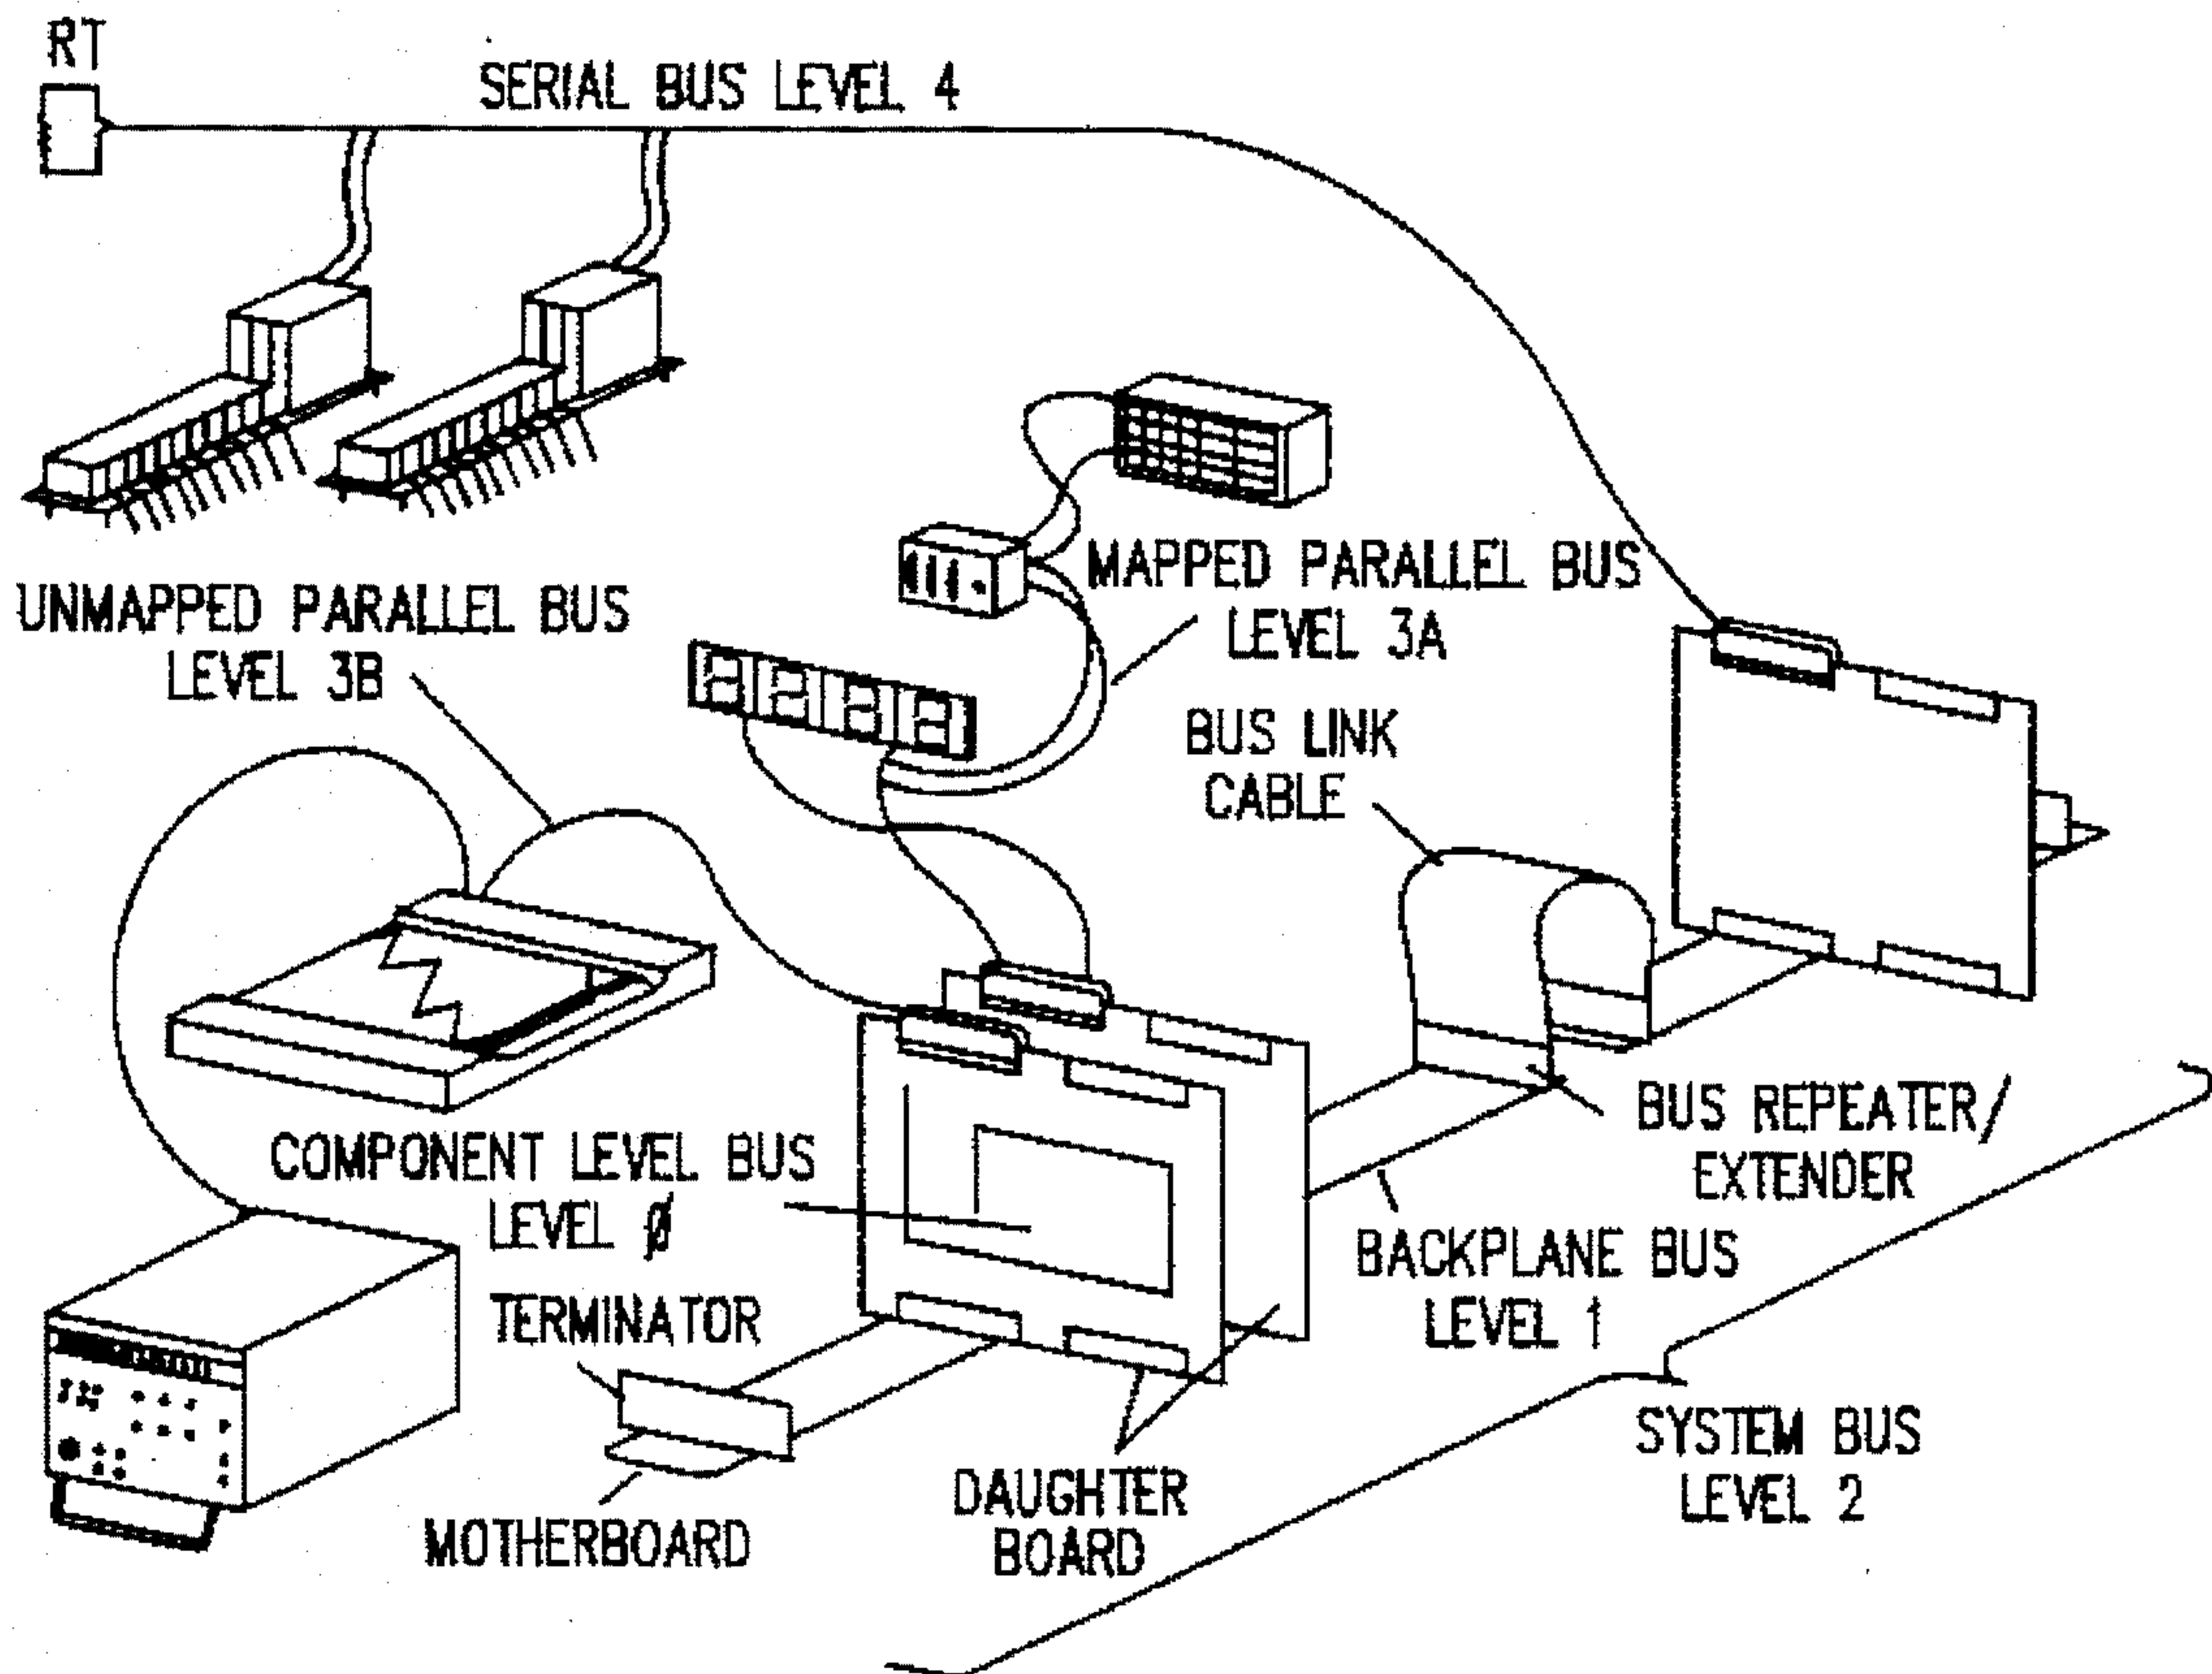 RT
SERIAL BUS LEVEL 4
UNMAPPED PARALLEL BUS
LEVEL 3B
MAPPED PARALLEL BUS
LEVEL 3A
BUS LINK
CABLE
COMPONENT LEVEL BUS
LEVEL Ø
BUS REPEATER/
EXTENDER
BACKPLANE BUS
LEVEL 1
TERMINATOR
SYSTEM BUS
LEVEL 2
DAUGHTER
BOARD
MOTHERBOARD